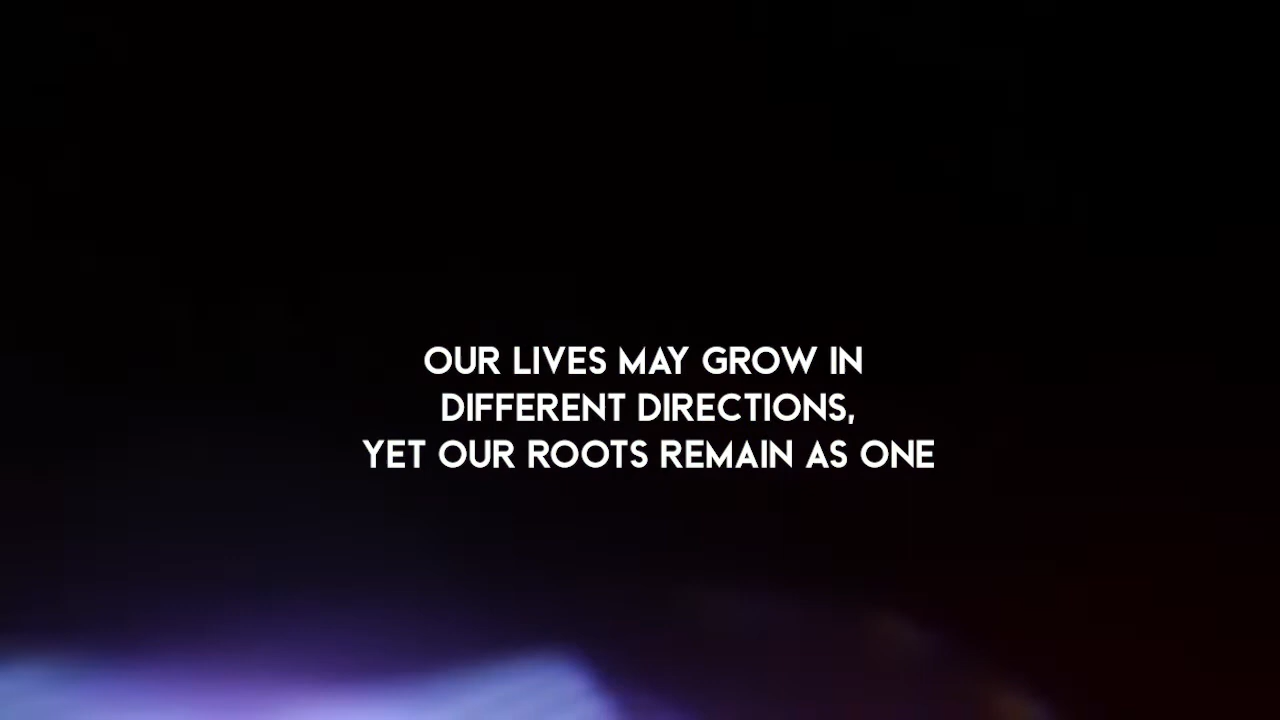 OUR LIVES MAY GROW IN
DIFFERENT DIRECTIONS,
YET OUR ROOTS REMAIN AS ONE